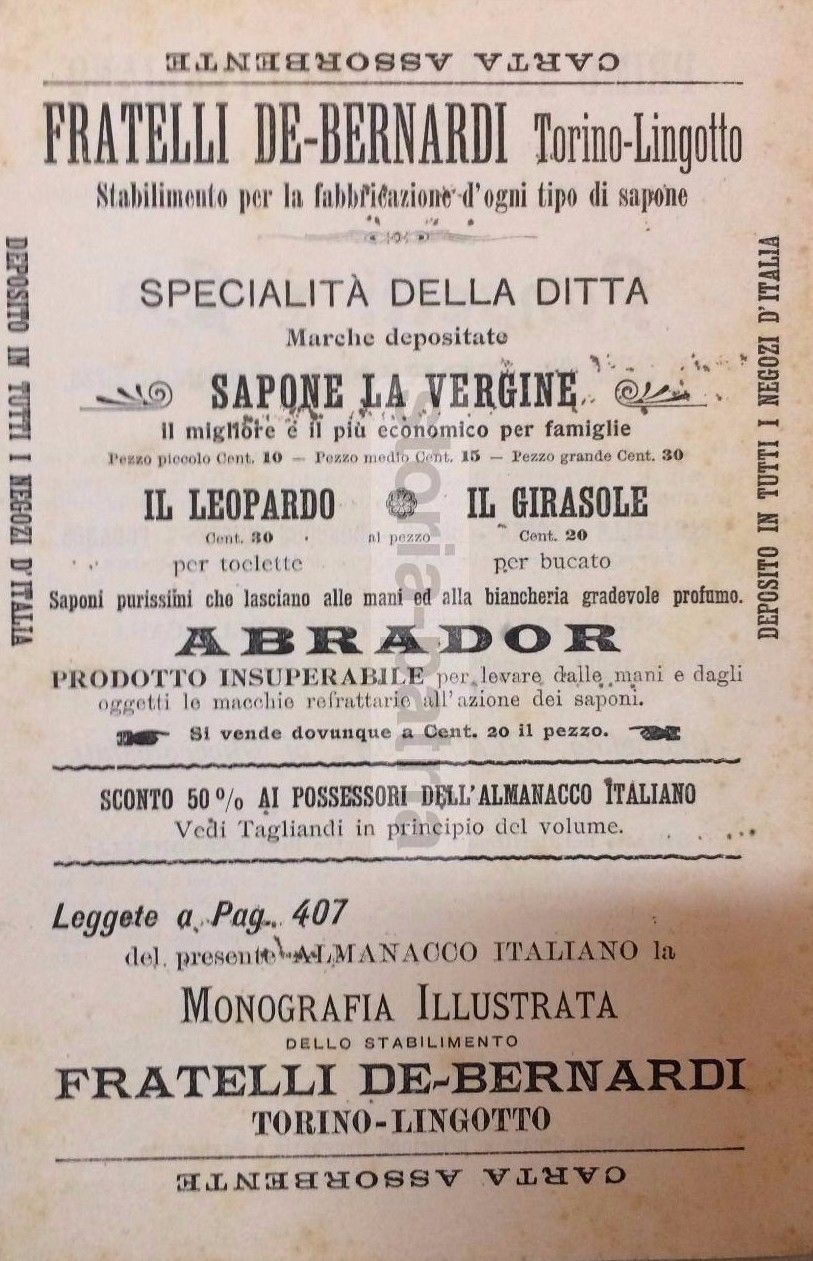 CARTA ASSORBENTE
FRATELLI DE-BERNARDI Torino-Lingotto
Stabilimento per la fabbricazione d'ogni tipo di sapone
DEPOSITO IN TUTTI I NEGOZI D'ITALIA
DEPOSITO IN TUTTI I NEGOZI D'ITALIA
SPECIALITÀ DELLA DITTA
Marche depositate
SAPONE LA VERGINE
il migliore e il più economico per famiglie
Pezzo piccolo Cent. 10 — Pezzo medio Cent. 15 — Pezzo grande Cent. 30
IL LEOPARDO IL GIRASOLE
Cent. 30 al pezzo Cent. 20
per toelette per bucato
Saponi purissimi che lasciano alle mani ed alla biancheria gradevole profumo.
ABRADOR
PRODOTTO INSUPERABILE per levare dalle mani e dagli
oggetti le macchie refrattarie all'azione dei saponi.
Si vende dovunque a Cent. 20 il pezzo.
SCONTO 50 % AI POSSESSORI DELL'ALMANACCO ITALIANO
Vedi Tagliandi in principio del volume.
Leggete a Pag. 407
del presente ALMANACCO ITALIANO la
MONOGRAFIA ILLUSTRATA
DELLO STABILIMENTO
FRATELLI DE-BERNARDI
TORINO-LINGOTTO
CARTA ASSORBENTE